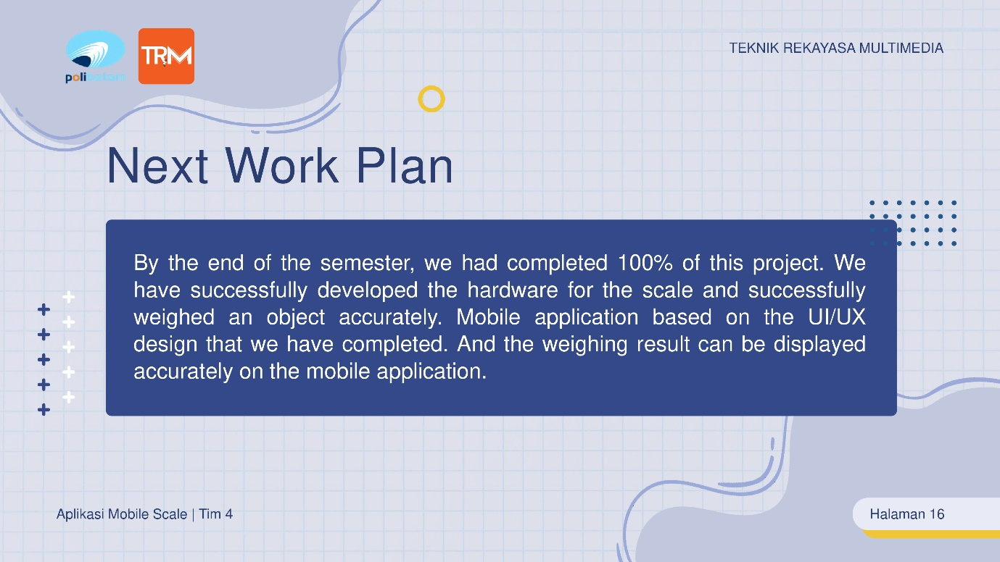 polibatam
TRM
TEKNIK REKAYASA MULTIMEDIA
Next Work Plan
By the end of the semester, we had completed 100% of this project. We
have successfully developed the hardware for the scale and successfully
weighed an object accurately. Mobile application based on the UI/UX
design that we have completed. And the weighing result can be displayed
accurately on the mobile application.
Aplikasi Mobile Scale | Tim 4
Halaman 16